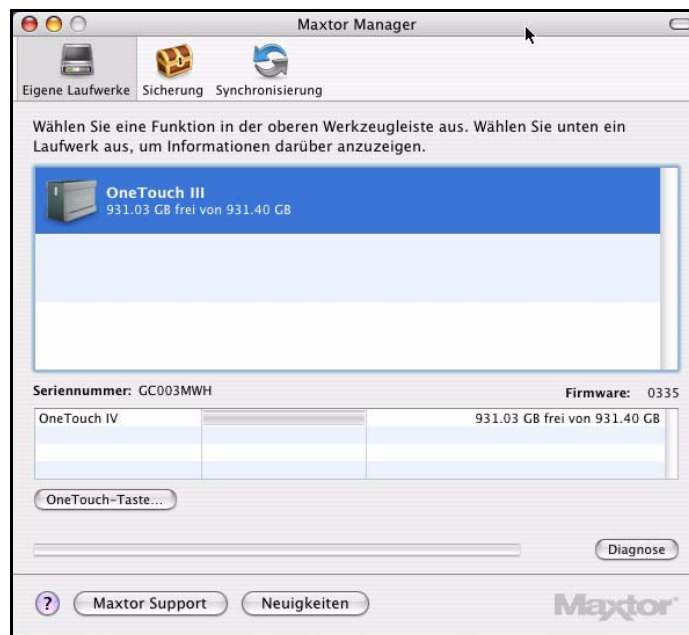 Maxtor Manager
Eigene Laufwerke Sicherung Synchronisierung
Wählen Sie eine Funktion in der oberen Werkzeugleiste aus. Wählen Sie unten ein
Laufwerk aus, um Informationen darüber anzuzeigen.
OneTouch III
931.03 GB frei von 931.40 GB
Seriennummer: GC003MWH Firmware: 0335
OneTouch IV 931.03 GB frei von 931.40 GB
OneTouch-Taste...
Diagnose
? Maxtor Support Neuigkeiten Maxtor